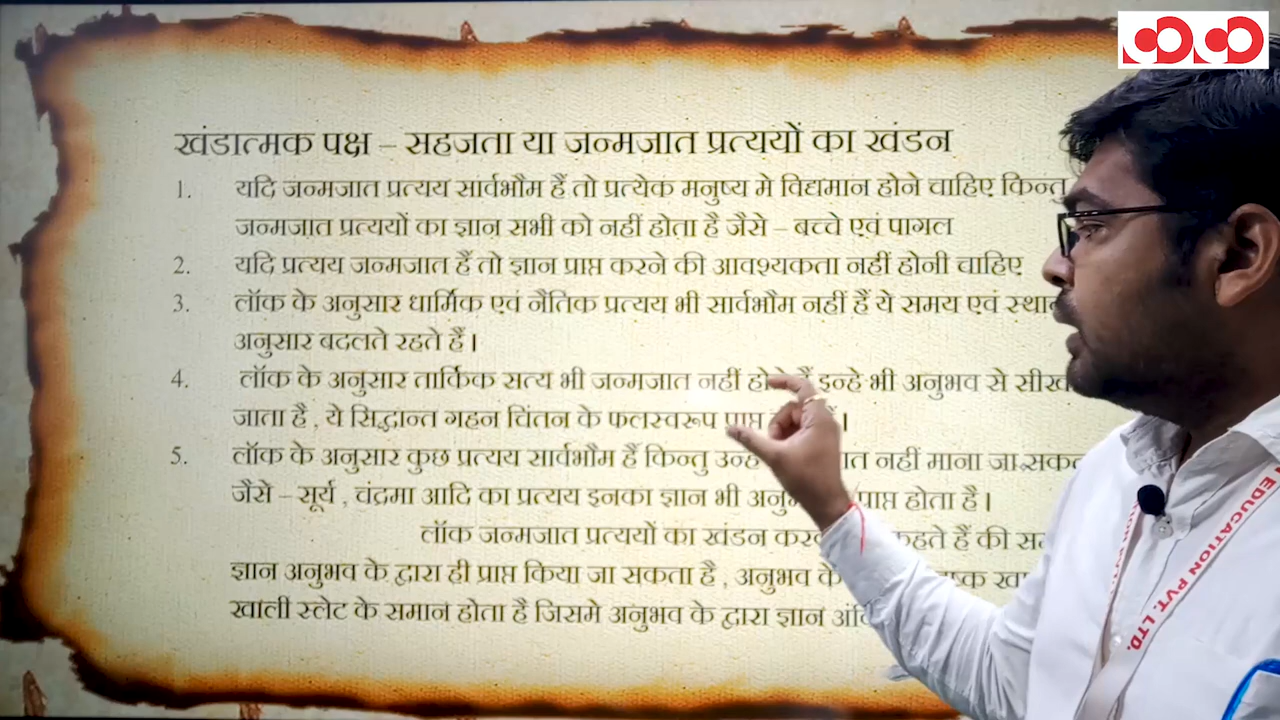 खंडात्मक पक्ष – सहजता या जन्मजात प्रत्ययों का खंडन
1. यदि जन्मजात प्रत्यय सार्वभौम हैं तो प्रत्येक मनुष्य मे विद्यमान होने चाहिए किन्तु
जन्मजात प्रत्ययों का ज्ञान सभी को नहीं होता है जैसे – बच्चे एवं पागल
2. यदि प्रत्यय जन्मजात हैं तो ज्ञान प्राप्त करने की आवश्यकता नहीं होनी चाहिए
3. लॉक के अनुसार धार्मिक एवं नैतिक प्रत्यय भी सार्वभौम नहीं हैं ये समय एवं
अनुसार बदलते रहते हैं।
4. लॉक के अनुसार तार्किक सत्य भी जन्मजात नहीं इन्हे भी अनुभव से
जाता है , ये सिद्धान्त गहन चिंतन के फलस्वरूप प्राप्त
5. लॉक के अनुसार कुछ प्रत्यय सार्वभौम हैं किन्तु नहीं माना जा
जैसे – सूर्य , चंद्रमा आदि का प्रत्यय इनका ज्ञान भी प्राप्त होता है।
लॉक जन्मजात प्रत्ययों का खंडन कहते हैं की
ज्ञान अनुभव के द्वारा ही प्राप्त किया जा सकता है , अनुभव के
खाली स्लेट के समान होता है जिसमे अनुभव के द्वारा ज्ञान
EDUCATION PVT. LTD.